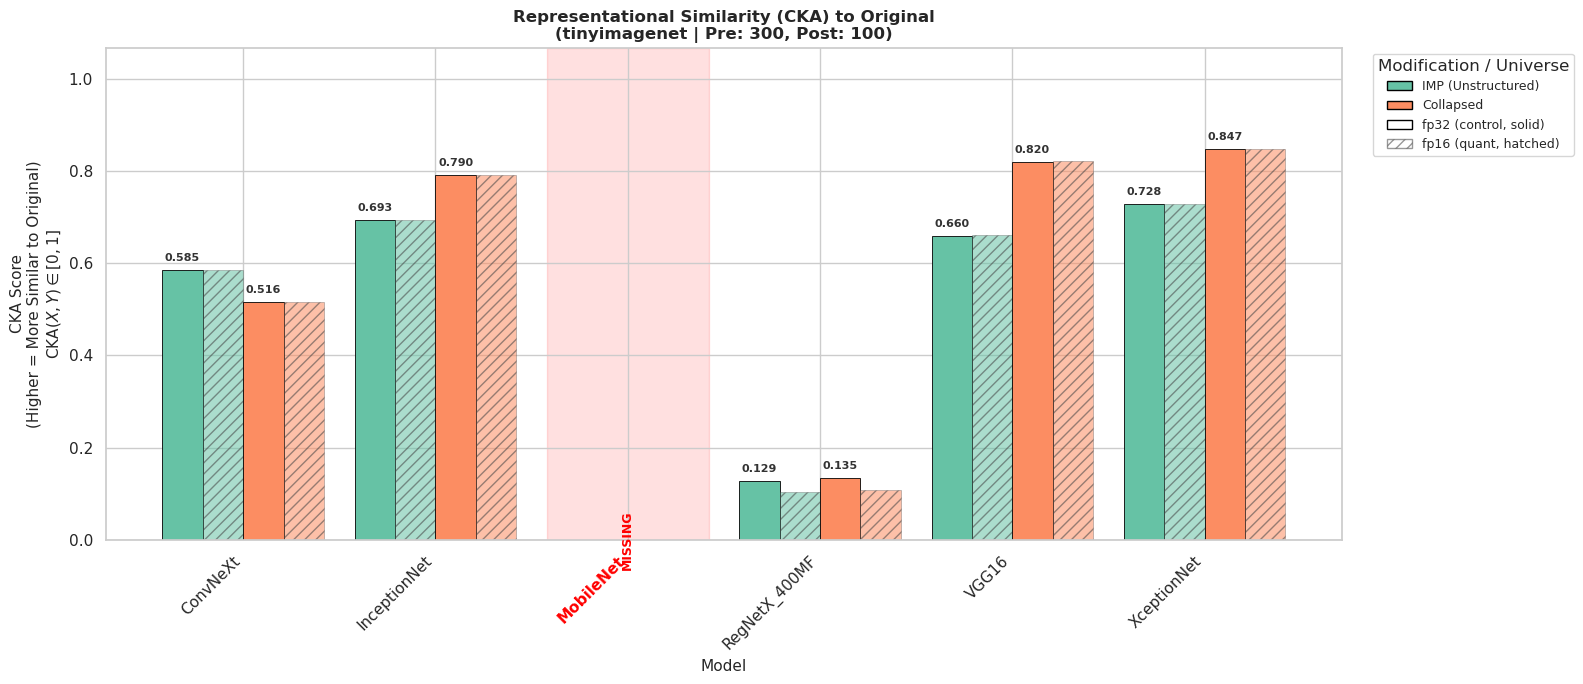 Representational Similarity (CKA) to Original
(tinyimagenet | Pre: 300, Post: 100)
CKA Score
(Higher = More Similar to Original)
CKA(X, Y) ∈ [0, 1]
1.0
0.8
0.6
0.4
0.2
0.0
0.585
0.516
0.693
0.790
MISSING
0.129
0.135
0.660
0.820
0.728
0.847
ConvNeXt
InceptionNet
MobileNet
RegNetX_400MF
VGG16
XceptionNet
Model
Modification / Universe
IMP (Unstructured)
Collapsed
fp32 (control, solid)
fp16 (quant, hatched)